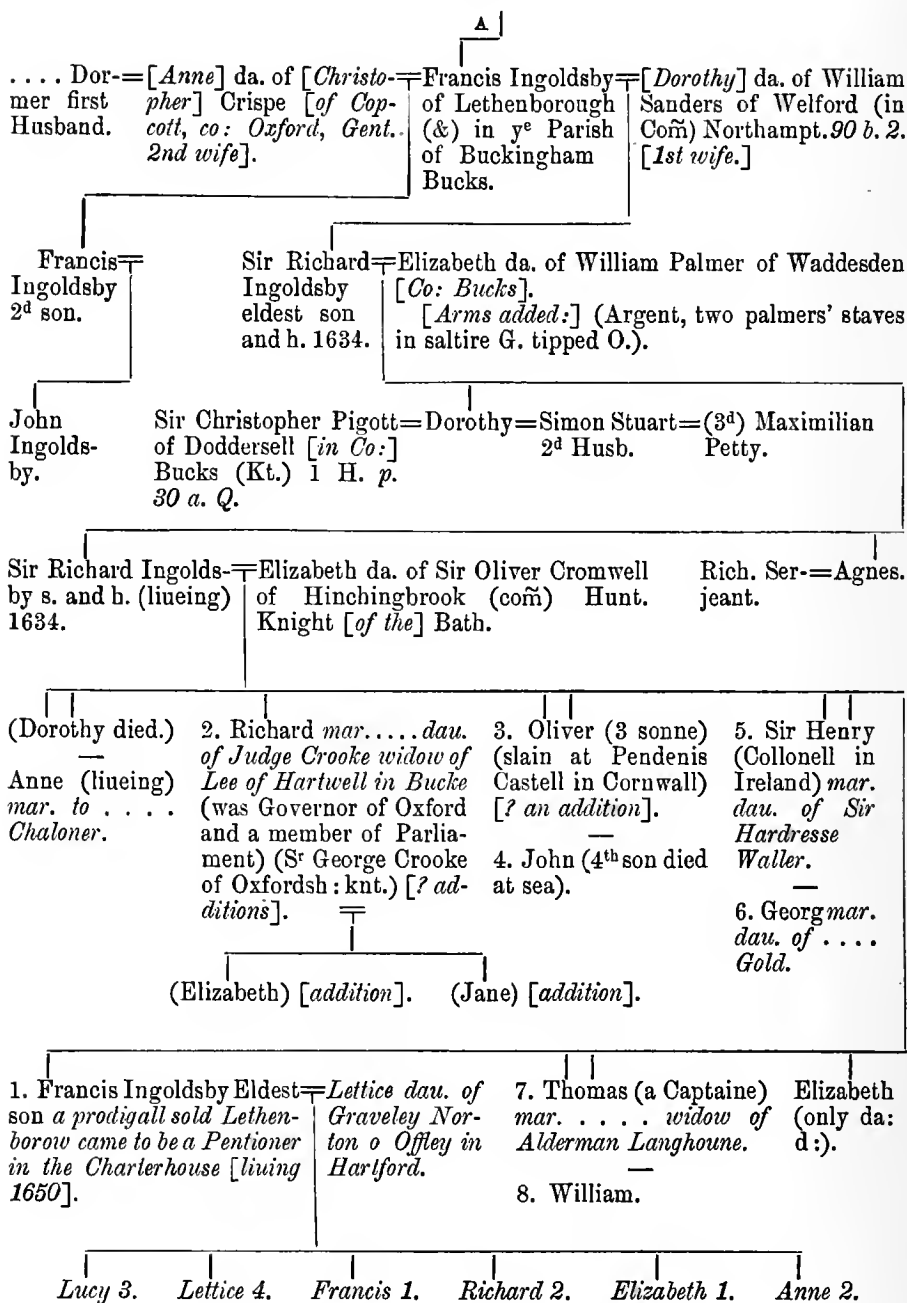 A
. . . . Dor-=[Anne] da. of [Christo-=Francis Ingoldsby=[Dorothy] da. of William
mer first pher] Crispe [of Cop- of Lethenborough Sanders of Welford (in
Husband. cott, co: Oxford, Gent. (&) in yᵉ Parish Com̃) Northampt. 90 b. 2.
2nd wife]. of Buckingham [1st wife.]
Bucks.
Francis= Sir Richard=Elizabeth da. of William Palmer of Waddesden
Ingoldsby Ingoldsby [Co: Bucks].
2ᵈ son. eldest son [Arms added:] (Argent, two palmers' staves
and h. 1634. in saltire G. tipped O.).
John Sir Christopher Pigott=Dorothy=Simon Stuart=(3ᵈ) Maximilian
Ingolds- of Doddersell [in Co:] 2ᵈ Husb. Petty.
by. Bucks (Kt.) 1 H. p.
30 a. Q.
Sir Richard Ingolds-=Elizabeth da. of Sir Oliver Cromwell Rich. Ser-=Agnes.
by s. and h. (liueing) of Hinchingbrook (com̃) Hunt. jeant.
1634. Knight [of the] Bath.
(Dorothy died.) 2. Richard mar.....dau. 3. Oliver (3 sonne) 5. Sir Henry
— of Judge Crooke widow of (slain at Pendenis (Collonell in
Anne (liueing) Lee of Hartwell in Bucke Castell in Cornwall) Ireland) mar.
mar. to . . . . (was Governor of Oxford [? an addition]. dau. of Sir
Chaloner. and a member of Parlia- — Hardresse
ment) (Sʳ George Crooke 4. John (4ᵗʰ son died Waller.
of Oxfordsh: knt.) [? ad- at sea). —
ditions]. 6. Georg mar.
dau. of . . . .
Gold.
(Elizabeth) [addition]. (Jane) [addition].
1. Francis Ingoldsby Eldest=Lettice dau. of 7. Thomas (a Captaine) Elizabeth
son a prodigall sold Lethen- Graveley Nor- mar. . . . . widow of (only da:
borow came to be a Pentioner ton o Offley in Alderman Langhoune. d:).
in the Charterhouse [liuing Hartford. —
1650]. 8. William.
Lucy 3. Lettice 4. Francis 1. Richard 2. Elizabeth 1. Anne 2.